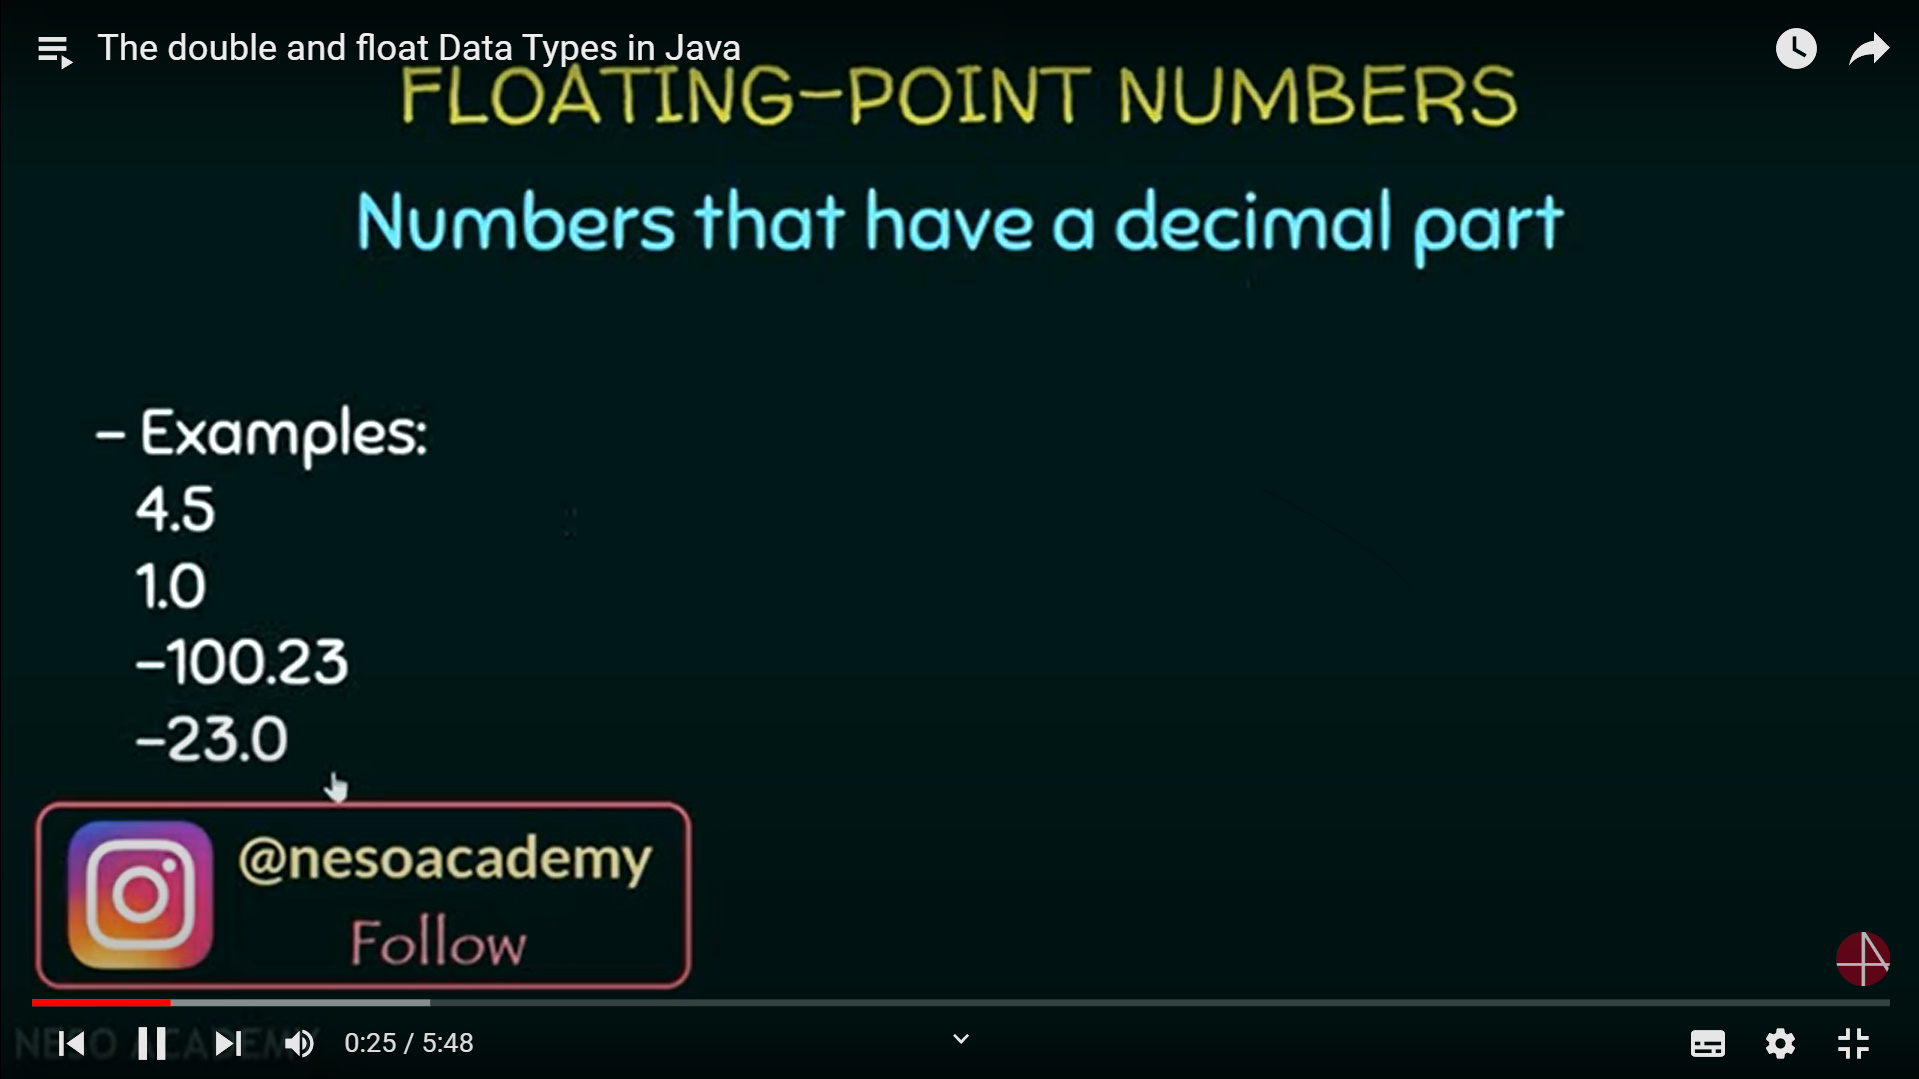 The double and float Data Types in Java
FLOATING-POINT NUMBERS
Numbers that have a decimal part
- Examples:
4.5
1.0
-100.23
-23.0
@nesoacademy
Follow
NESO ACADEMY
0:25 / 5:48